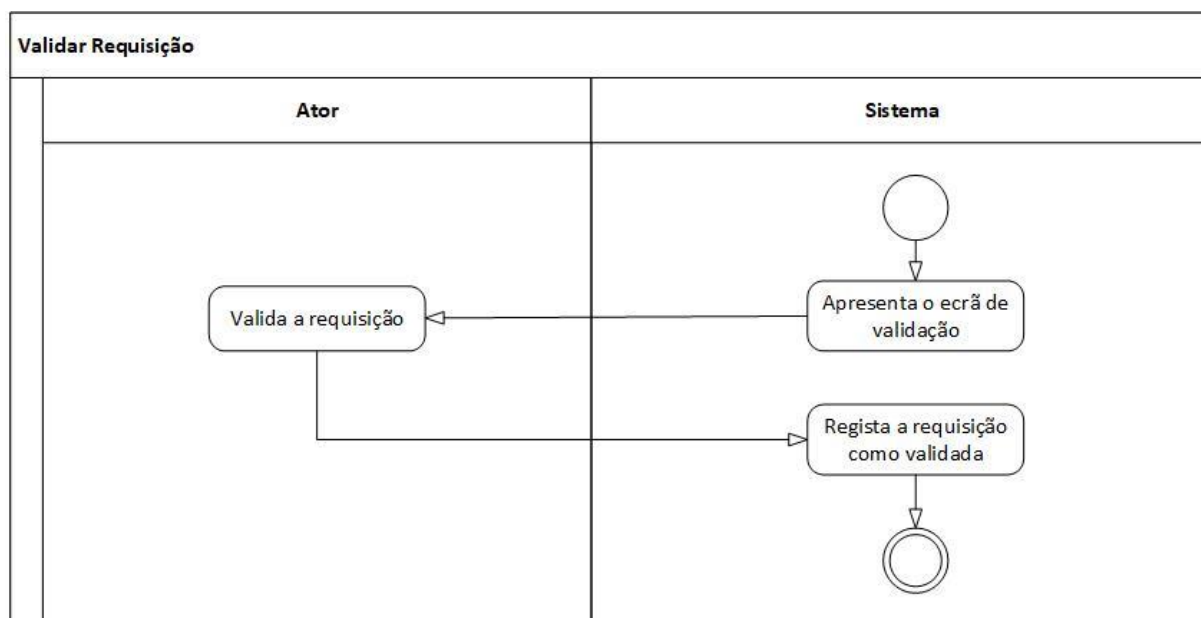 Validar Requisição
Ator
Sistema
Apresenta o ecrã de
validação
Valida a requisição
Regista a requisição
como validada